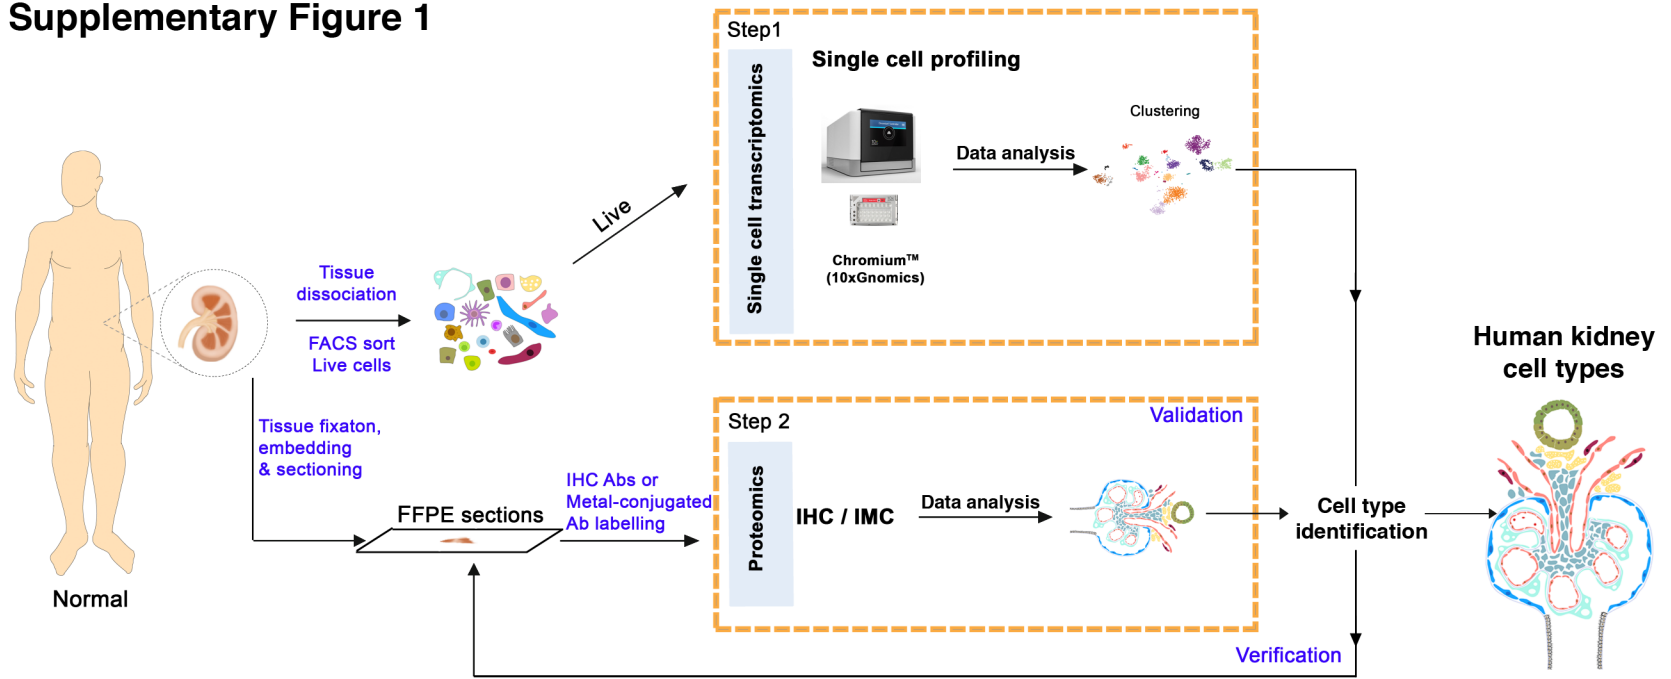 Supplementary Figure 1
Step1
Single cell transcriptomics
Single cell profiling
Chromium™
(10xGnomics)
Data analysis
Clustering
Live
Tissue
dissociation
FACS sort
Live cells
Normal
Tissue fixaton,
embedding
& sectioning
FFPE sections
IHC Abs or
Metal-conjugated
Ab labelling
Step 2
Validation
Proteomics
IHC / IMC
Data analysis
Cell type
identification
Verification
Human kidney
cell types